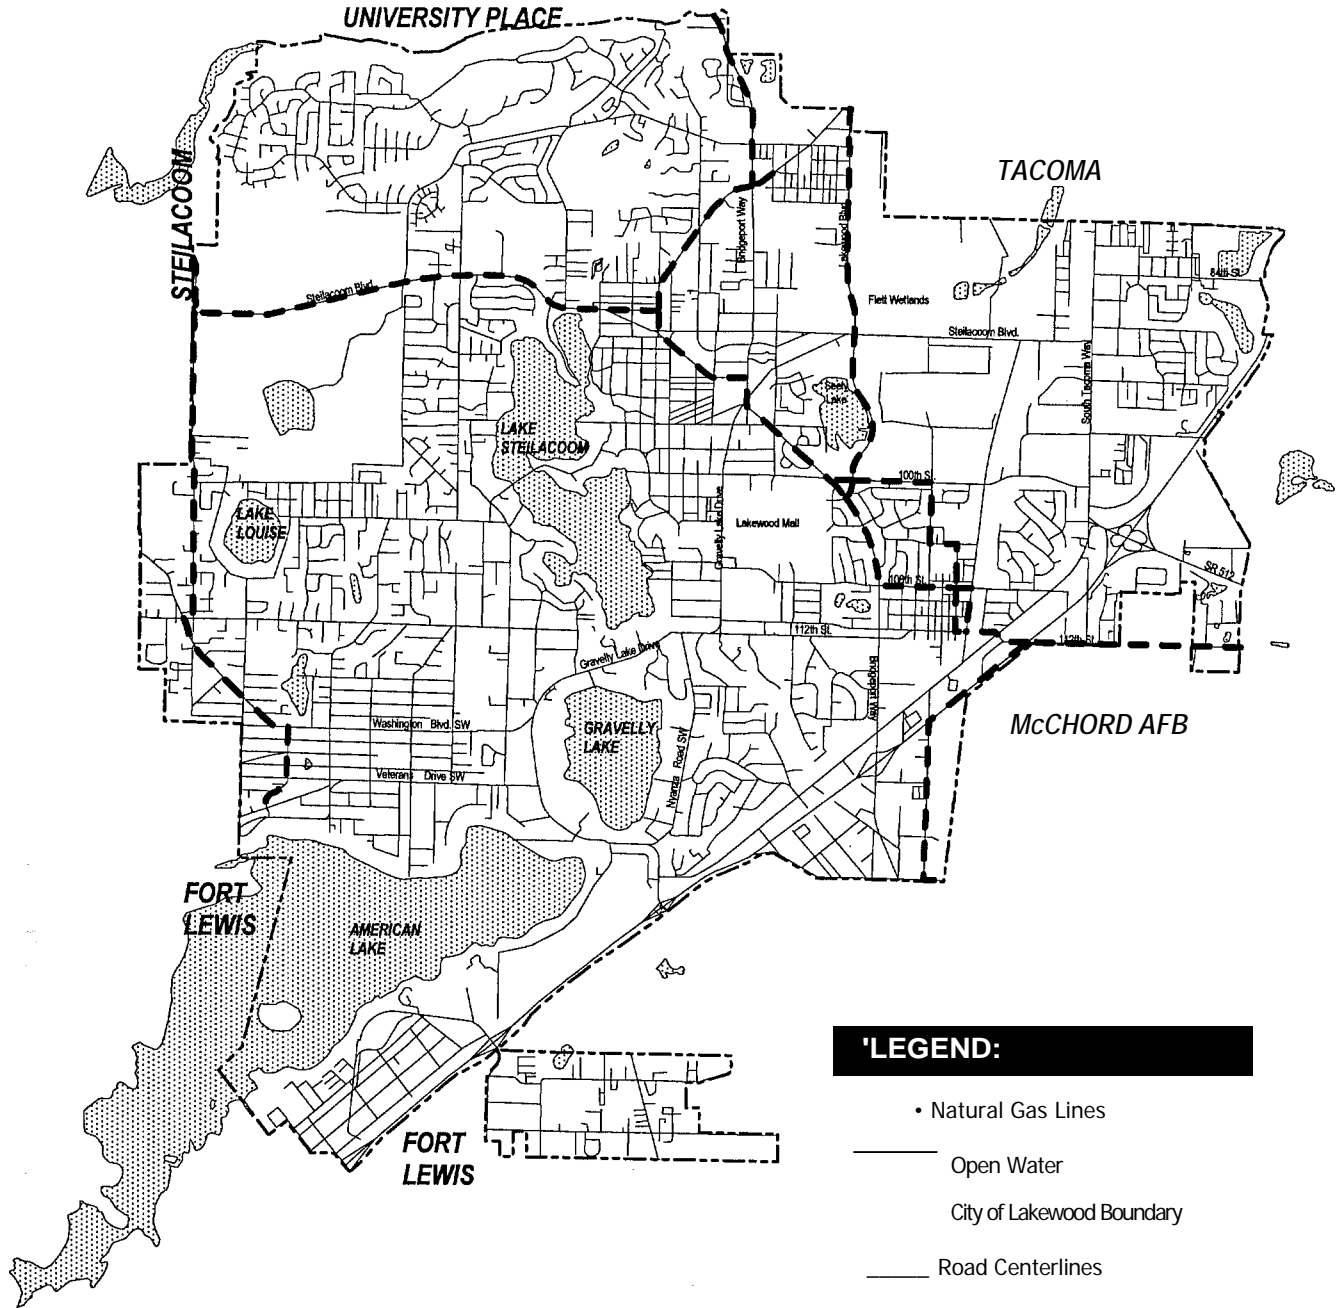 UNIVERSITY PLACE
STEILACOOM
TACOMA
Bridgeport Way
Lakewood Blvd.
84th St.
Steilacoom Blvd.
Flett Wetlands
Steilacoom Blvd.
South Tacoma Way
Seely
Lake
LAKE
STEILACOOM
100th S
LAKE
LOUISE
Gravelly Lake Drive
Lakewood Mall
SR 512
108th St.
112th St.
112th St.
Gravelly Lake Drive
Bridgeport Way
Washington Blvd. SW
GRAVELLY
LAKE
Nyanza Road SW
McCHORD AFB
Veterans Drive SW
FORT
LEWIS
AMERICAN
LAKE
FORT
LEWIS
'LEGEND:
• Natural Gas Lines
Open Water
City of Lakewood Boundary
Road Centerlines